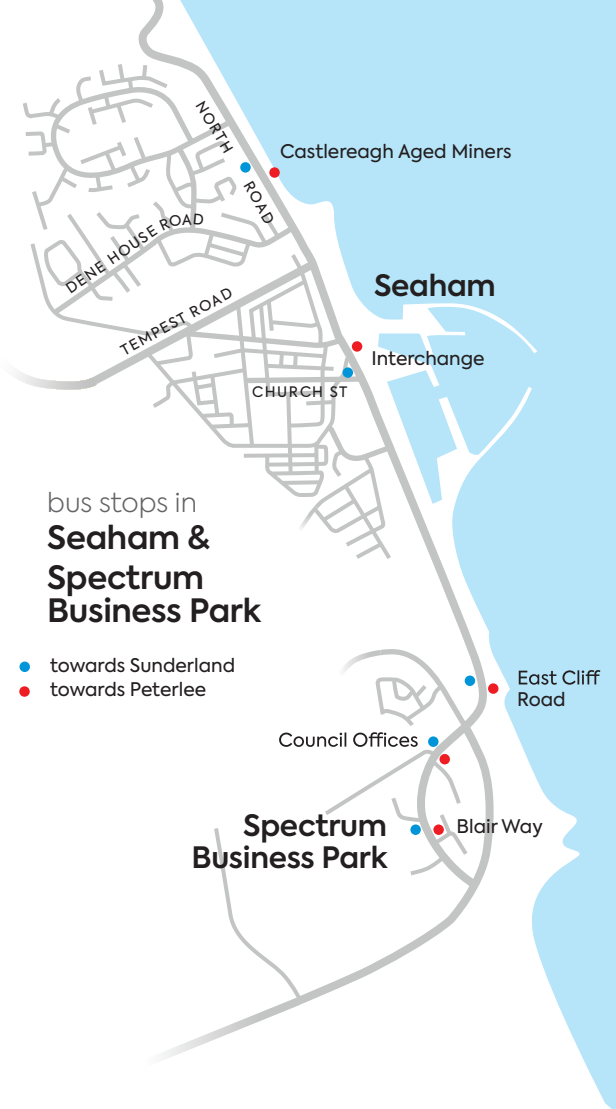 NORTH
ROAD
Castlereagh Aged Miners
DENE HOUSE ROAD
Seaham
TEMPEST ROAD
Interchange
CHURCH ST
bus stops in
Seaham &
Spectrum
Business Park
towards Sunderland
towards Peterlee
East Cliff
Road
Council Offices
Spectrum
Business Park
Blair Way